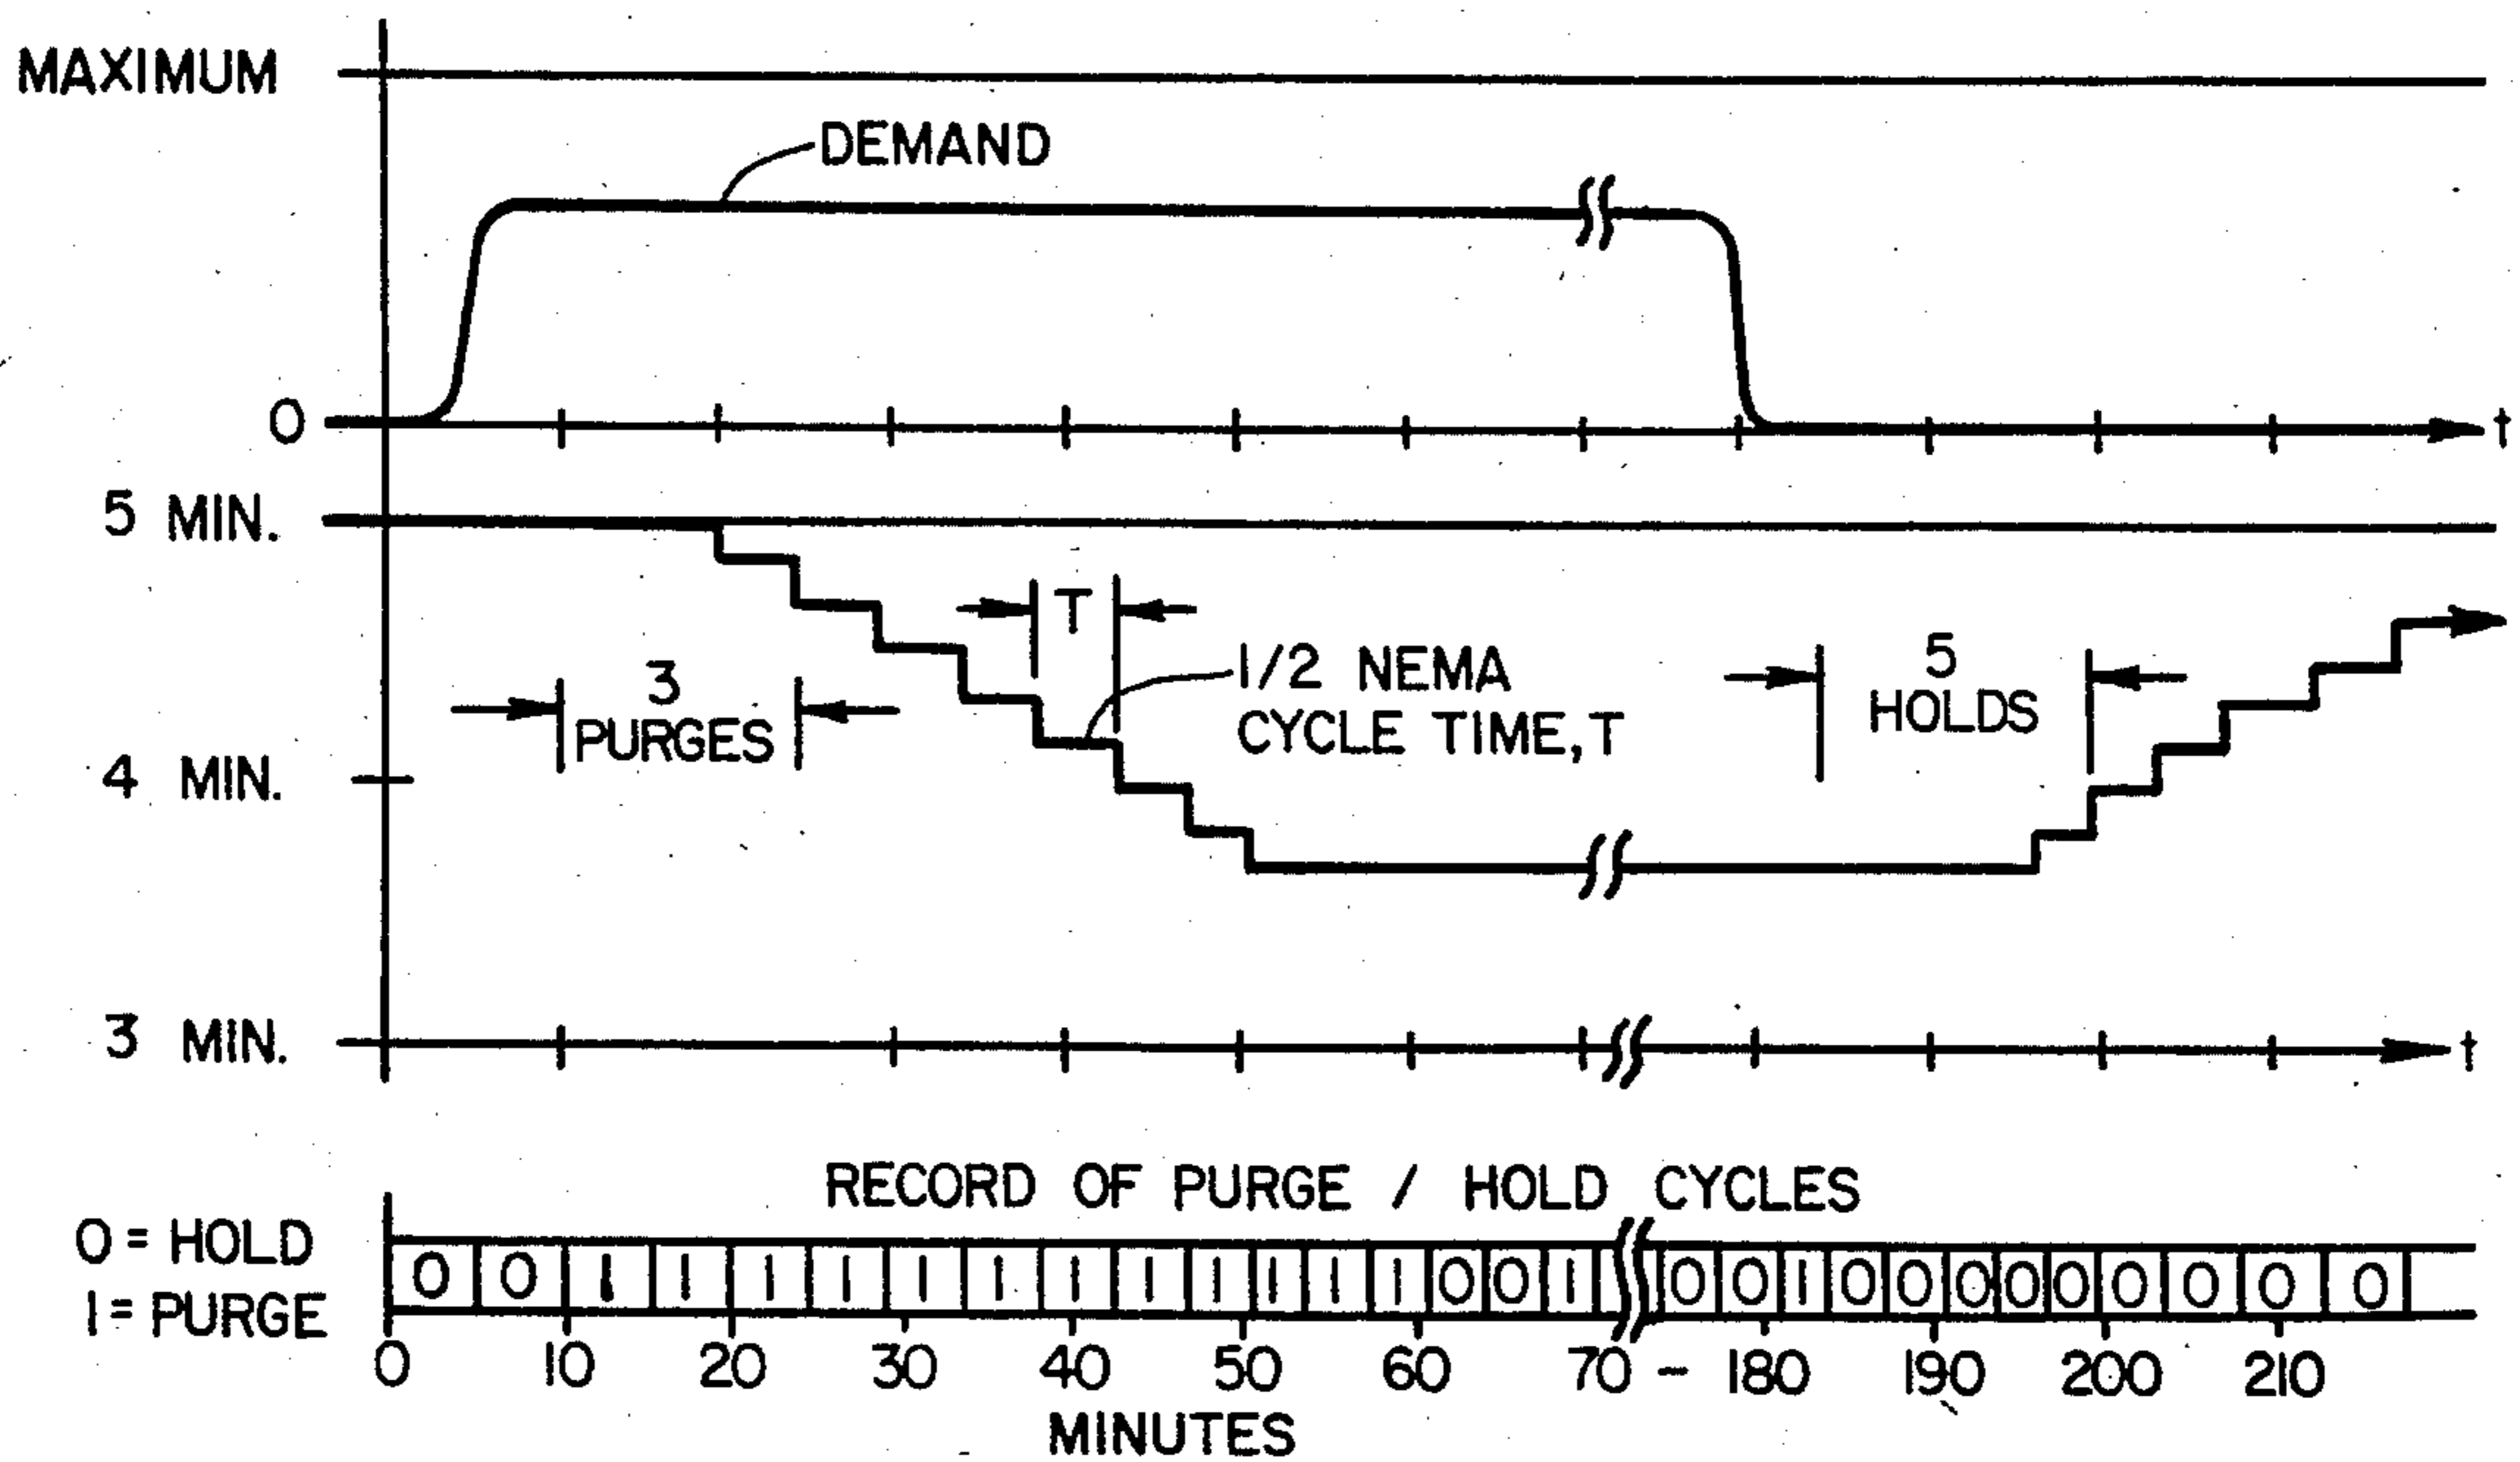 MAXIMUM
DEMAND
0
t
5 MIN.
T
1/2 NEMA
CYCLE TIME, T
3
PURGES
5
HOLDS
4 MIN.
3 MIN.
t
RECORD OF PURGE / HOLD CYCLES
0 = HOLD
1 = PURGE
0 0 1 1 1 1 1 1 1 1 1 1 1 1 0 0 1 0 0 1 0 0 0 0 0 0 0 0 0
0 10 20 30 40 50 60 70 - 180 190 200 210
MINUTES